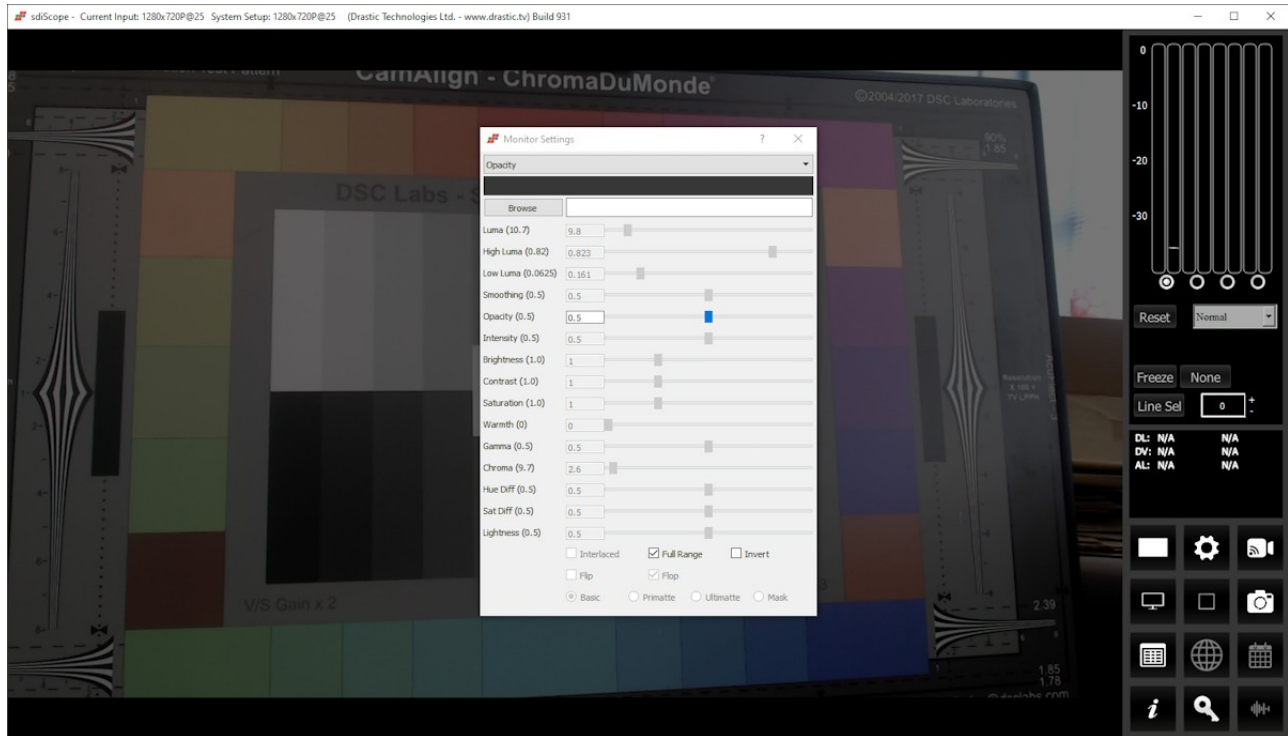 sdiScope - Current Input: 1280x720P@25 System Setup: 1280x720P@25 (Drastic Technologies Ltd. - www.drastic.tv) Build 931
CamAlign - ChromaDuMonde
©2004/2017 DSC Laboratories
90%
1.85
DSC Labs - S
Resolution
X 100 =
TV LPPH
V/S Gain x 2
2.39
1.85
1.78
Monitor Settings
Opacity
Browse
Luma (10.7) 9.8
High Luma (0.82) 0.823
Low Luma (0.0625) 0.161
Smoothing (0.5) 0.5
Opacity (0.5) 0.5
Intensity (0.5) 0.5
Brightness (1.0) 1
Contrast (1.0) 1
Saturation (1.0) 1
Warmth (0) 0
Gamma (0.5) 0.5
Chroma (9.7) 2.6
Hue Diff (0.5) 0.5
Sat Diff (0.5) 0.5
Lightness (0.5) 0.5
Interlaced Full Range Invert
Flip Flop
Basic Primatte Ultimatte Mask
0
-10
-20
-30
Reset Normal
Freeze None
Line Sel 0 + -
DL: N/A N/A
DV: N/A N/A
AL: N/A N/A